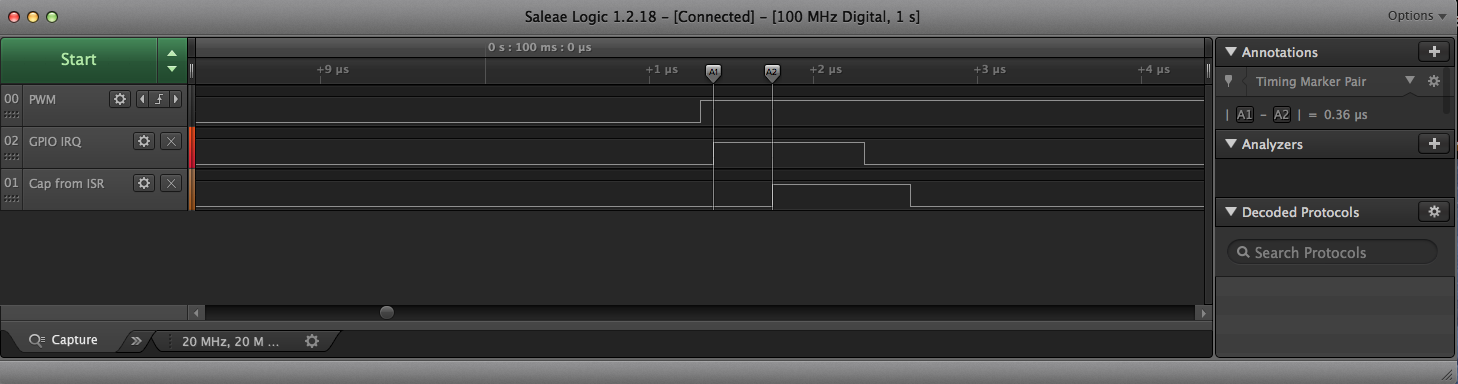 Saleae Logic 1.2.18 – [Connected] – [100 MHz Digital, 1 s]
Options
Start
0 s : 100 ms : 0 µs
+9 µs
+1 µs
A1
A2
+2 µs
+3 µs
+4 µs
Annotations
Timing Marker Pair
| A1 – A2 | = 0.36 µs
00 PWM
02 GPIO IRQ
01 Cap from ISR
Analyzers
Decoded Protocols
Search Protocols
Capture
20 MHz, 20 M ...